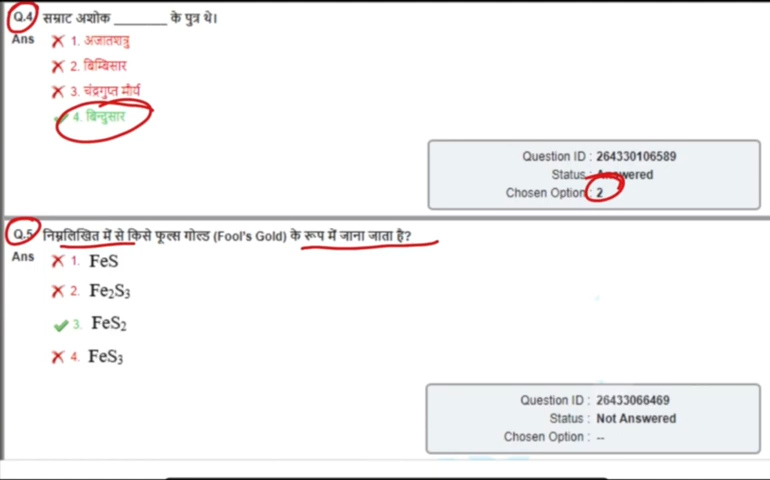 Q.4 सम्राट अशोक ________ के पुत्र थे।
Ans 1. अजातशत्रु
2. बिम्बिसार
3. चंद्रगुप्त मौर्य
4. बिन्दुसार
Question ID : 264330106589
Status : Answered
Chosen Option : 2
Q.5 निम्नलिखित में से किसे फूल्स गोल्ड (Fool's Gold) के रूप में जाना जाता है?
Ans 1. FeS
2. Fe₂S₃
3. FeS₂
4. FeS₃
Question ID : 26433066469
Status : Not Answered
Chosen Option : --